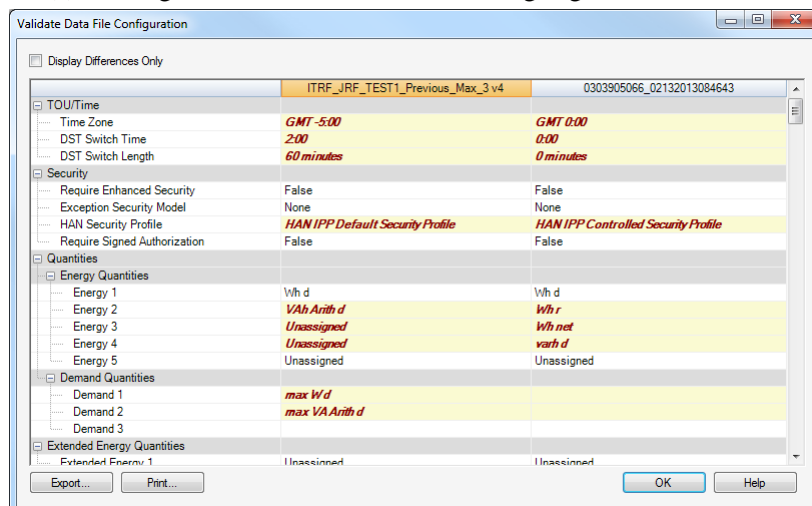 Validate Data File Configuration
Display Differences Only
ITRF_JRF_TEST1_Previous_Max_3 v4 0303905066_02132013084643
TOU/Time
Time Zone GMT -5:00 GMT 0:00
DST Switch Time 2:00 0:00
DST Switch Length 60 minutes 0 minutes
Security
Require Enhanced Security False False
Exception Security Model None None
HAN Security Profile HAN IPP Default Security Profile HAN IPP Controlled Security Profile
Require Signed Authorization False False
Quantities
Energy Quantities
Energy 1 Wh d Wh d
Energy 2 VAh Arith d Wh r
Energy 3 Unassigned Wh net
Energy 4 Unassigned varh d
Energy 5 Unassigned Unassigned
Demand Quantities
Demand 1 max W d
Demand 2 max VA Arith d
Demand 3
Extended Energy Quantities
Extended Energy 1 Unassigned Unassigned
Export... Print... OK Help